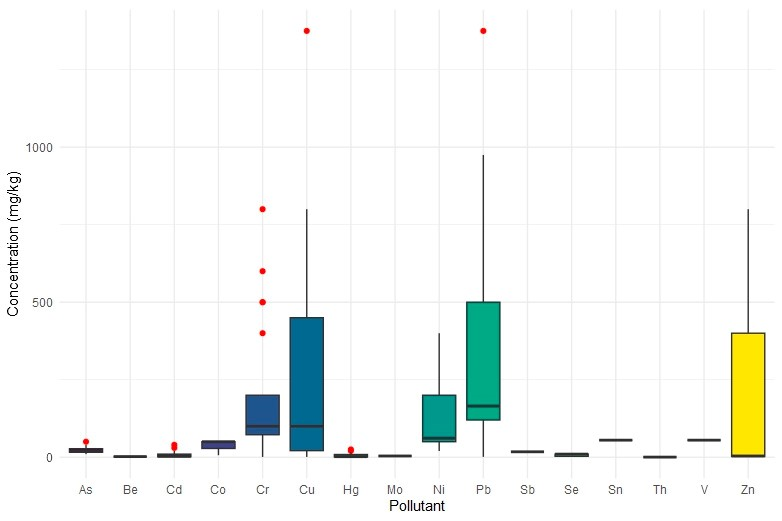 Concentration (mg/kg)
1000
500
0
As Be Cd Co Cr Cu Hg Mo Ni Pb Sb Se Sn Th V Zn
Pollutant